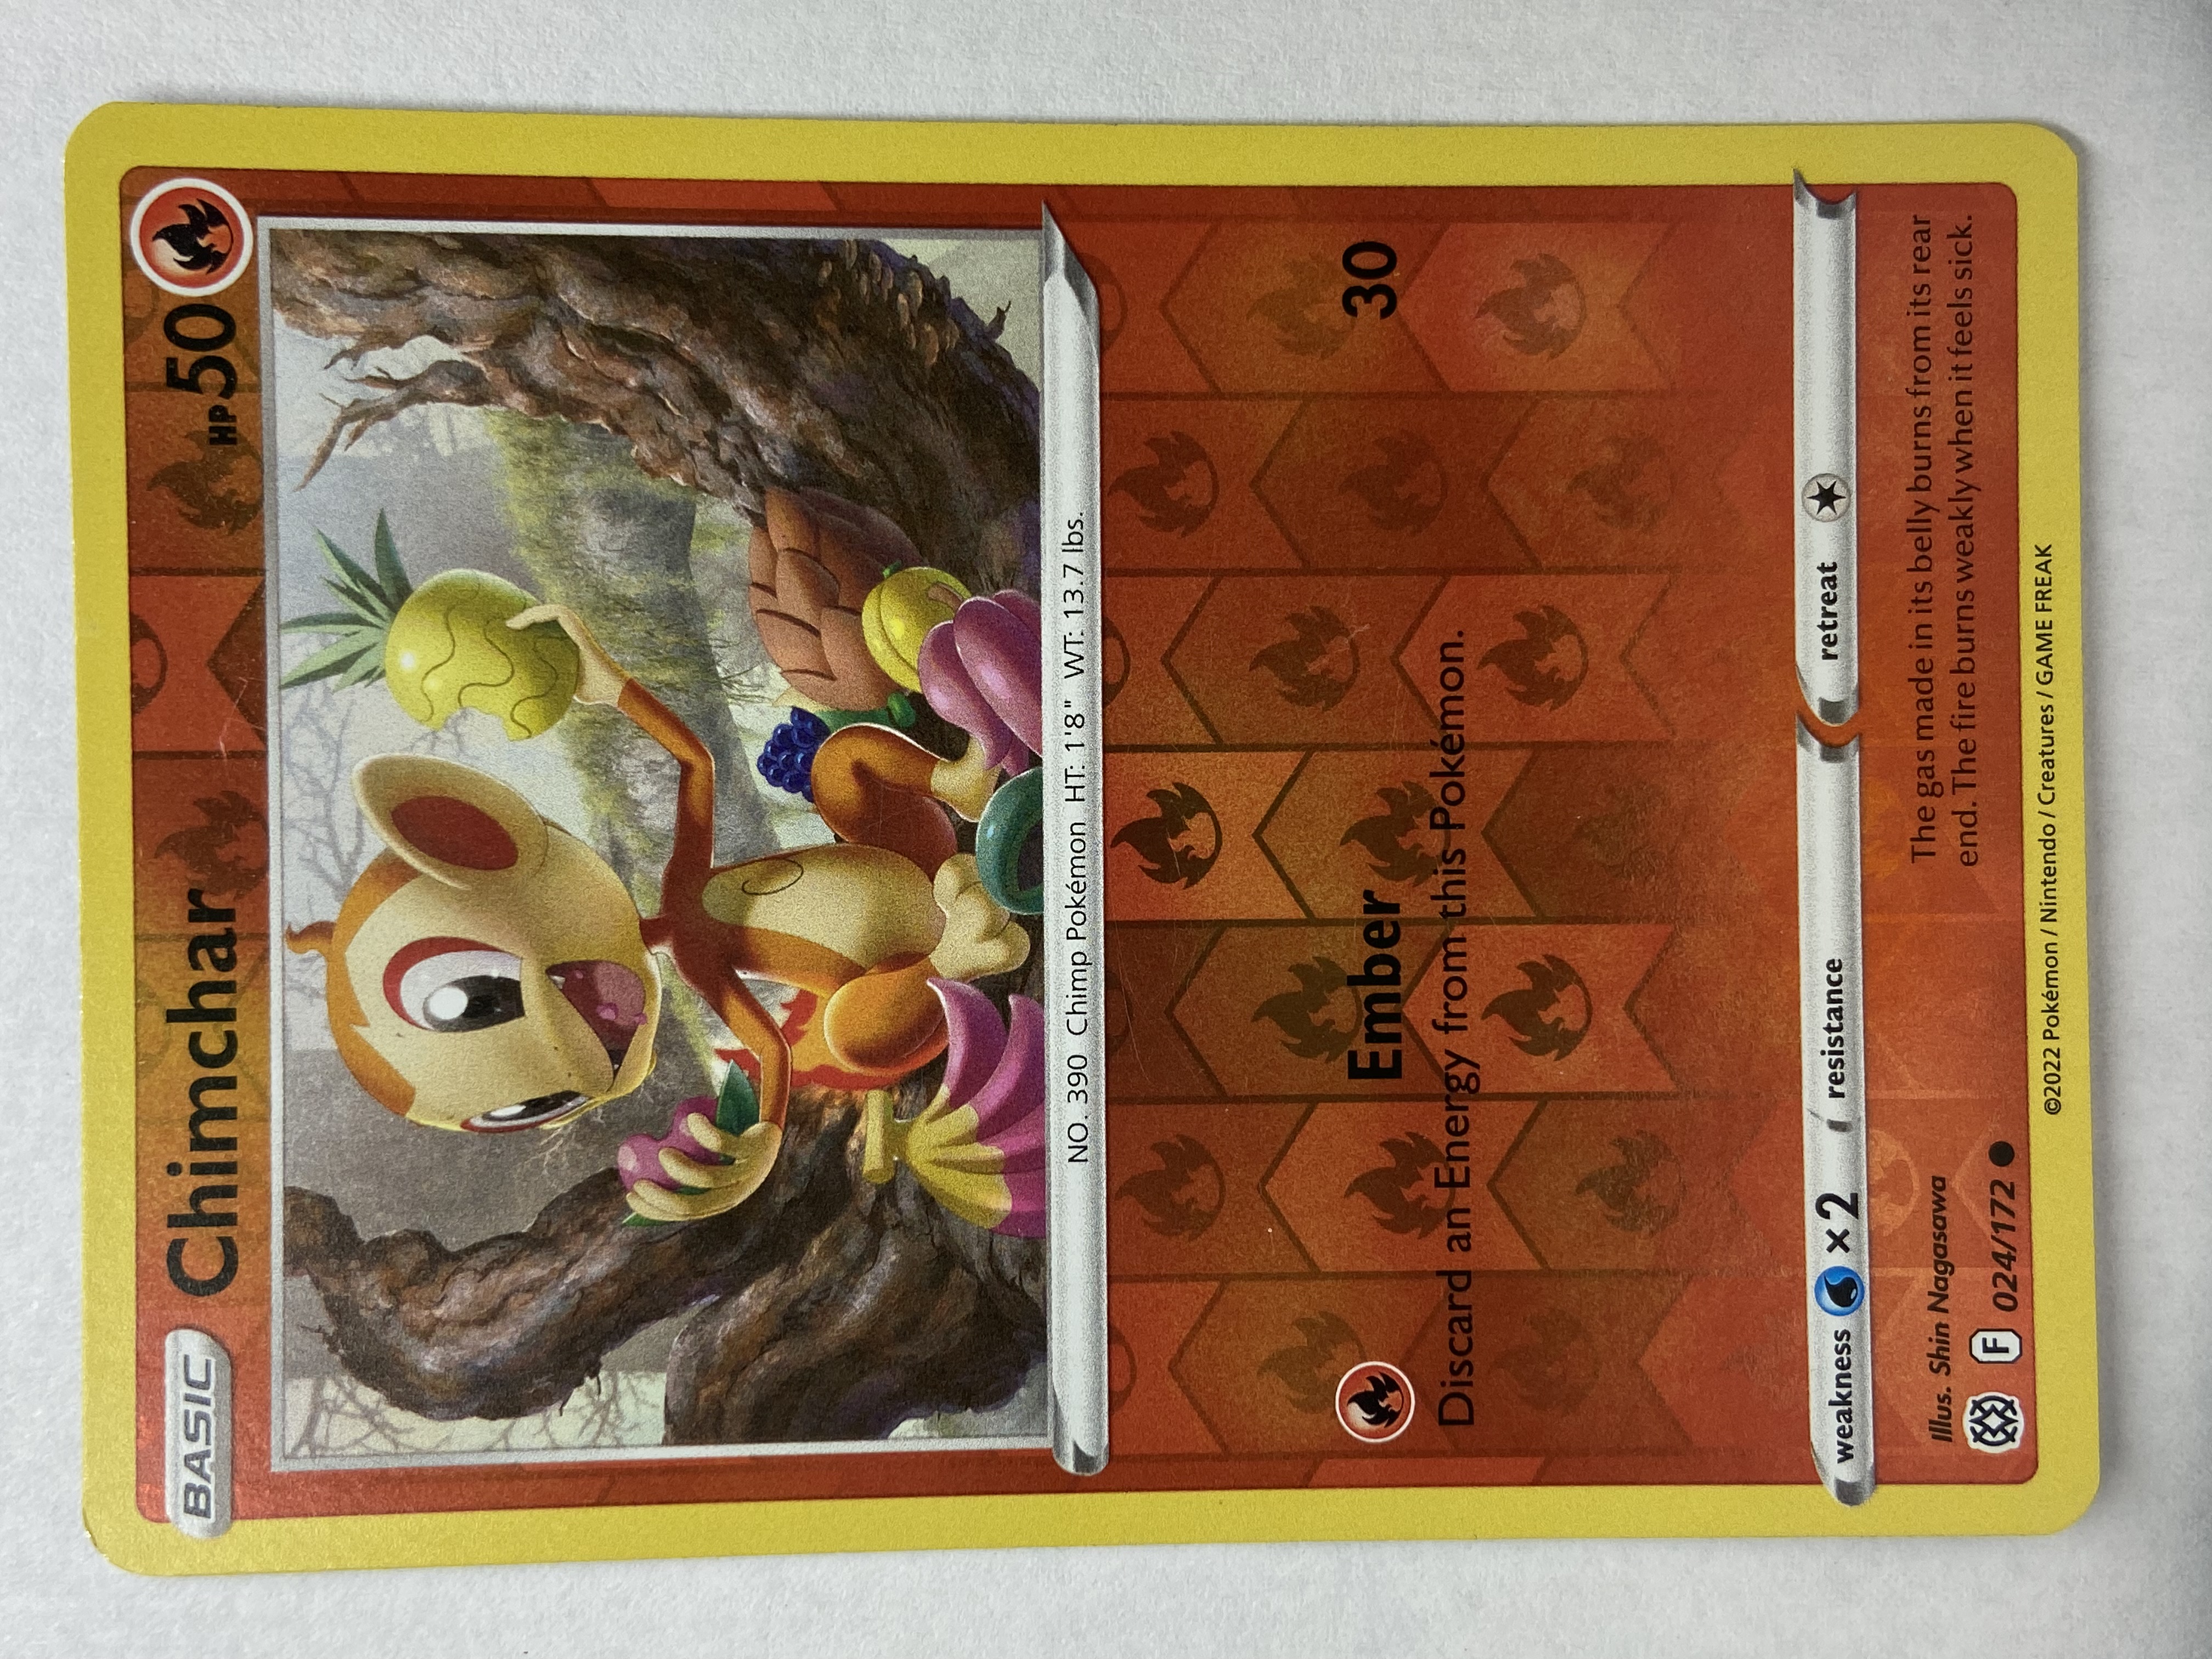 BASIC Chimchar HP 50
NO. 390 Chimp Pokémon HT: 1'8" WT: 13.7 lbs.
Ember 30
Discard an Energy from this Pokémon.
weakness ×2 resistance retreat
Illus. Shin Nagasawa
The gas made in its belly burns from its rear
end. The fire burns weakly when it feels sick.
F 024/172
©2022 Pokémon / Nintendo / Creatures / GAME FREAK